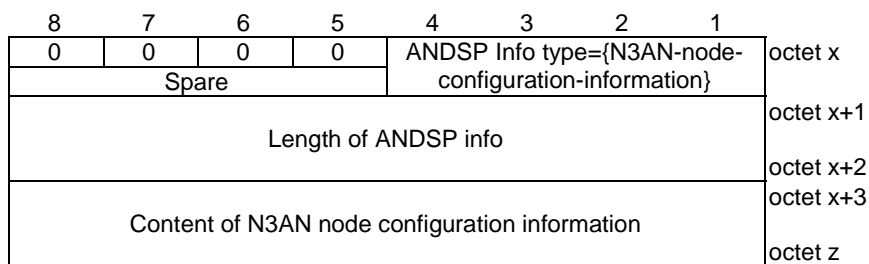 8 7 6 5 4 3 2 1
0 0 0 0 ANDSP Info type={N3AN-node- octet x
Spare configuration-information}
octet x+1
Length of ANDSP info
octet x+2
octet x+3
Content of N3AN node configuration information
octet z